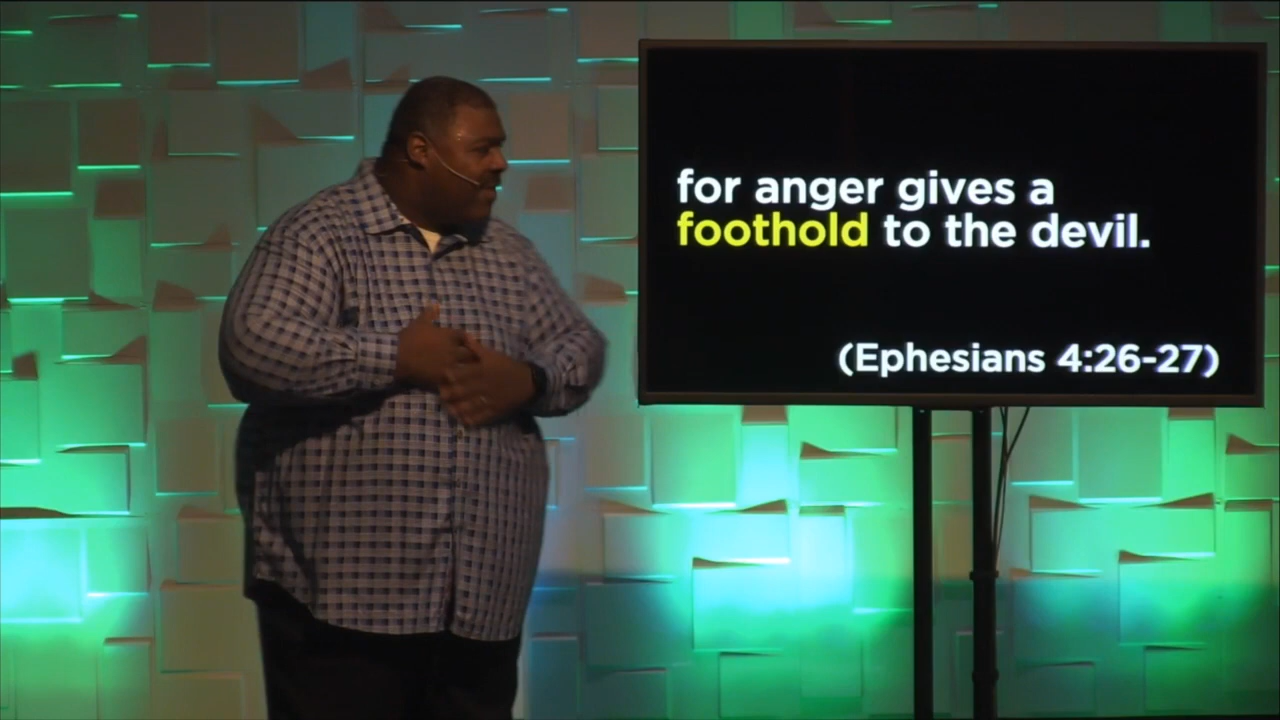 for anger gives a
foothold to the devil.
(Ephesians 4:26-27)